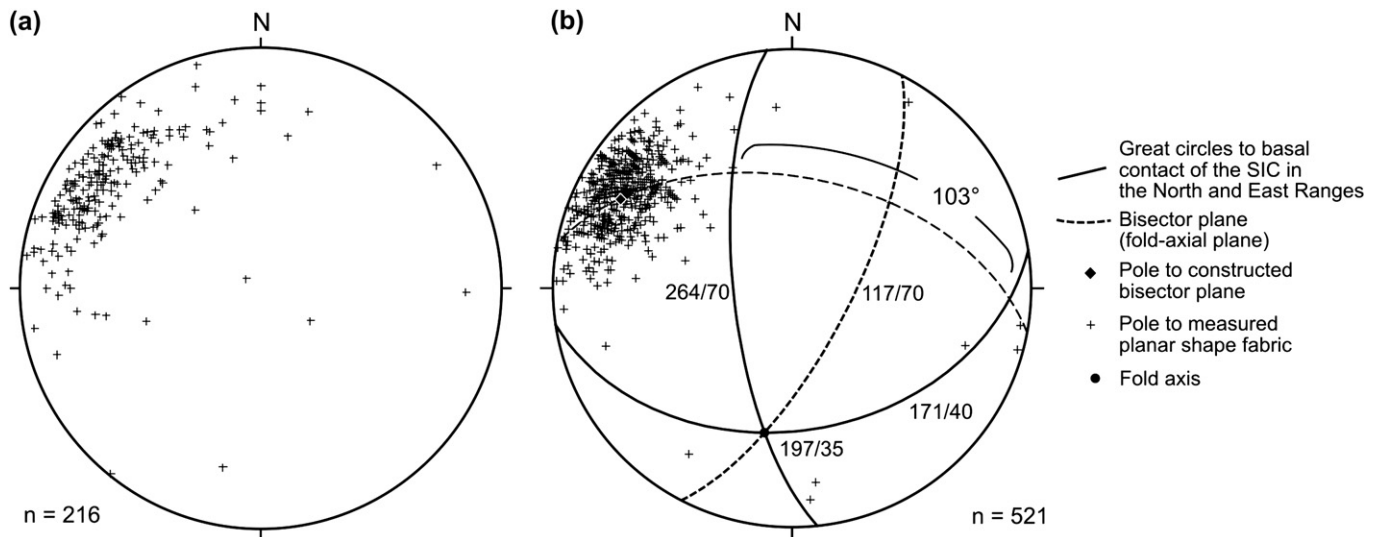 (a)
N
n = 216
(b)
N
103°
264/70
117/70
171/40
197/35
n = 521
Great circles to basal
contact of the SIC in
the North and East Ranges
Bisector plane
(fold-axial plane)
Pole to constructed
bisector plane
Pole to measured
planar shape fabric
Fold axis